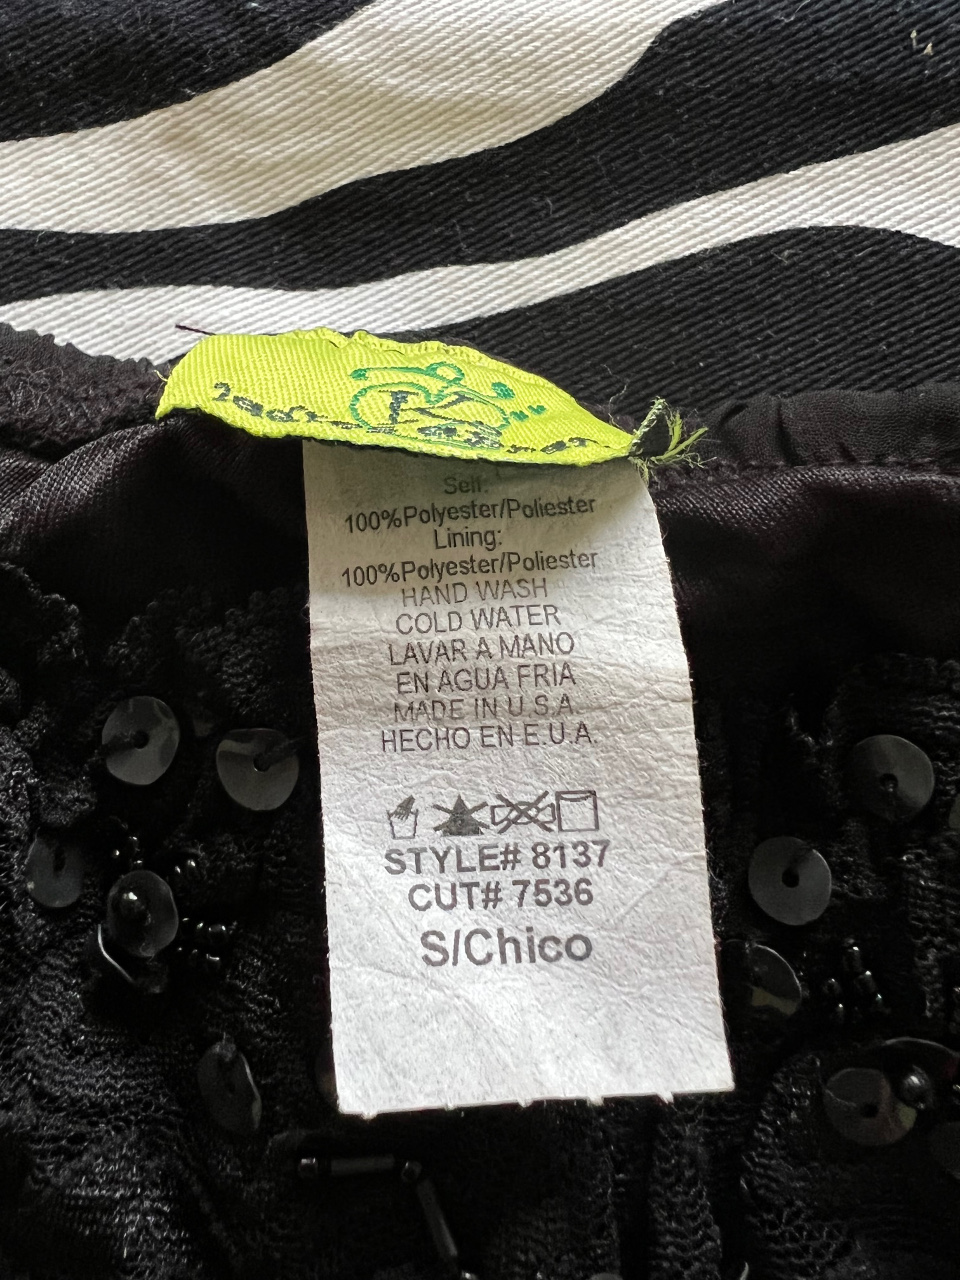 Self:
100%Polyester/Poliester
Lining:
100%Polyester/Poliester
HAND WASH
COLD WATER
LAVAR A MANO
EN AGUA FRIA
MADE IN U.S.A.
HECHO EN E.U.A.
STYLE# 8137
CUT# 7536
S/Chico